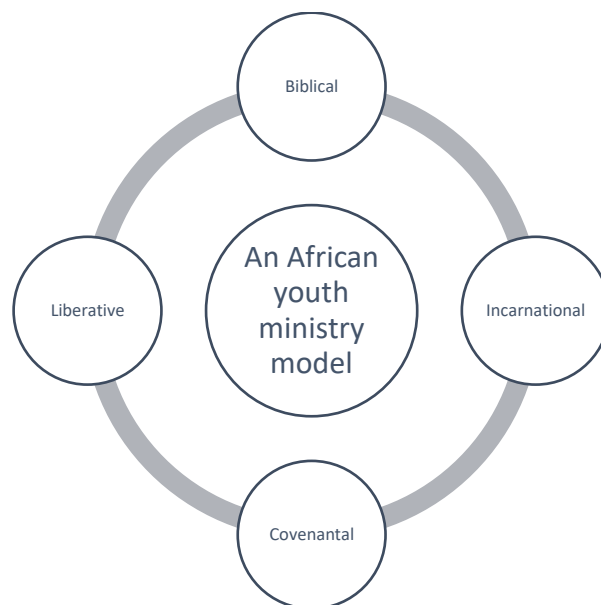 Biblical
Liberative
An African
youth
ministry
model
Incarnational
Covenantal